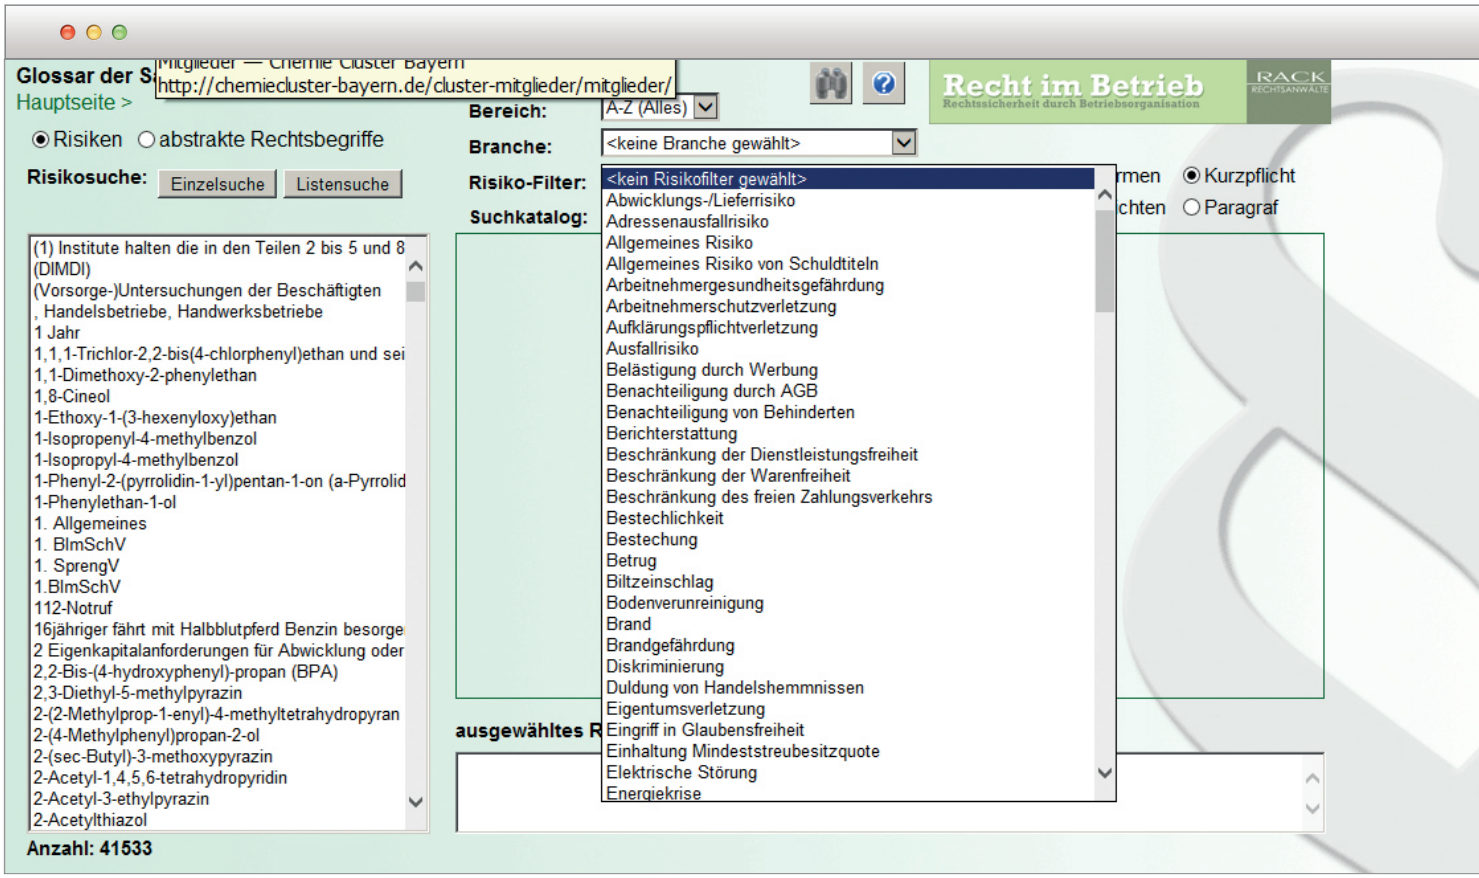 Mitglieder — Chemie Cluster Bayern
http://chemiecluster-bayern.de/cluster-mitglieder/mitglieder/
Glossar der
Hauptseite >
Risiken abstrakte Rechtsbegriffe
Risikosuche: Einzelsuche Listensuche
Bereich: A-Z (Alles)
Branche: <keine Branche gewählt>
Risiko-Filter:
Suchkatalog:
Recht im Betrieb
Rechtssicherheit durch Betriebsorganisation
RACK
RECHTSANWÄLTE
Kurzpflicht
Paragraf
(1) Institute halten die in den Teilen 2 bis 5 und 8
(DIMDI)
(Vorsorge-)Untersuchungen der Beschäftigten
, Handelsbetriebe, Handwerksbetriebe
1 Jahr
1,1,1-Trichlor-2,2-bis(4-chlorphenyl)ethan und sei
1,1-Dimethoxy-2-phenylethan
1,8-Cineol
1-Ethoxy-1-(3-hexenyloxy)ethan
1-Isopropenyl-4-methylbenzol
1-Isopropyl-4-methylbenzol
1-Phenyl-2-(pyrrolidin-1-yl)pentan-1-on (a-Pyrrolid
1-Phenylethan-1-ol
1. Allgemeines
1. BImSchV
1. SprengV
1.BImSchV
112-Notruf
16jähriger fährt mit Halbblutpferd Benzin besorge
2 Eigenkapitalanforderungen für Abwicklung oder
2,2-Bis-(4-hydroxyphenyl)-propan (BPA)
2,3-Diethyl-5-methylpyrazin
2-(2-Methylprop-1-enyl)-4-methyltetrahydropyran
2-(4-Methylphenyl)propan-2-ol
2-(sec-Butyl)-3-methoxypyrazin
2-Acetyl-1,4,5,6-tetrahydropyridin
2-Acetyl-3-ethylpyrazin
2-Acetylthiazol
Anzahl: 41533
<kein Risikofilter gewählt>
Abwicklungs-/Lieferrisiko
Adressenausfallrisiko
Allgemeines Risiko
Allgemeines Risiko von Schuldtiteln
Arbeitnehmergesundheitsgefährdung
Arbeitnehmerschutzverletzung
Aufklärungspflichtverletzung
Ausfallrisiko
Belästigung durch Werbung
Benachteiligung durch AGB
Benachteiligung von Behinderten
Berichterstattung
Beschränkung der Dienstleistungsfreiheit
Beschränkung der Warenfreiheit
Beschränkung des freien Zahlungsverkehrs
Bestechlichkeit
Bestechung
Betrug
Biltzeinschlag
Bodenverunreinigung
Brand
Brandgefährdung
Diskriminierung
Duldung von Handelshemmnissen
Eigentumsverletzung
Eingriff in Glaubensfreiheit
Einhaltung Mindeststreubesitzquote
Elektrische Störung
Energiekrise
ausgewähltes R